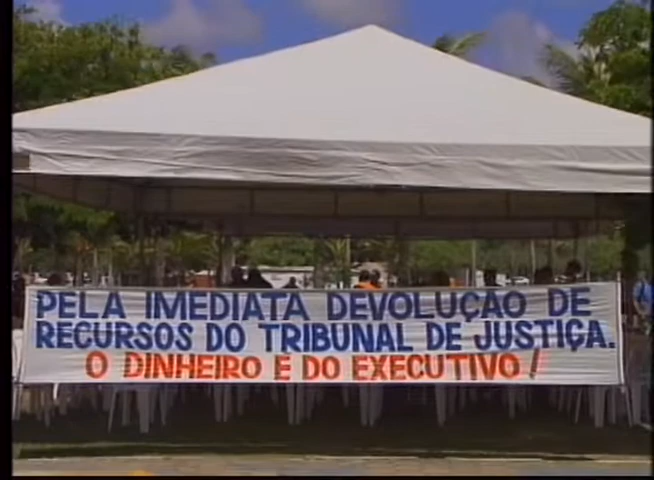 PELA IMEDIATA DEVOLUÇÃO DE
RECURSOS DO TRIBUNAL DE JUSTIÇA.
O DINHEIRO É DO EXECUTIVO!